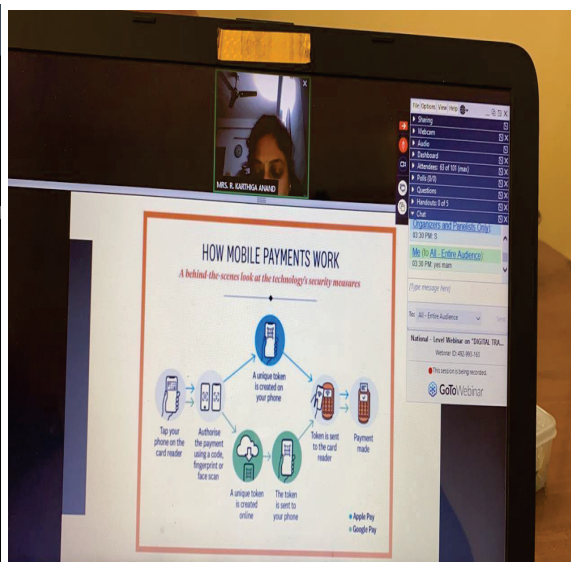 MRS. R. KARTHIGA ANAND
X
HOW MOBILE PAYMENTS WORK
A behind-the-scenes look at the technology's security measures
A unique token
is created on
your phone
Tap your
phone on the
card reader
Authorise
the payment
using a code,
fingerprint or
face scan
A unique token
is created
online
The token
is sent to
your phone
Token is sent
to the card
reader
Payment
made
Apple Pay
Google Pay
File Options View Help
Sharing
Webcam
Audio
Dashboard
Attendees: 63 of 101 (max)
Polls (0/0)
Questions
Handouts: 0 of 5
Chat
Organizers and Panelists Only)
03:30 PM: S
Me (to All - Entire Audience)
03:38 PM: yes mam
[Type message here]
To: All - Entire Audience
Send
National - Level Webinar on "DIGITAL TRA...
Webinar ID: 482-993-163
This session is being recorded.
GoToWebinar